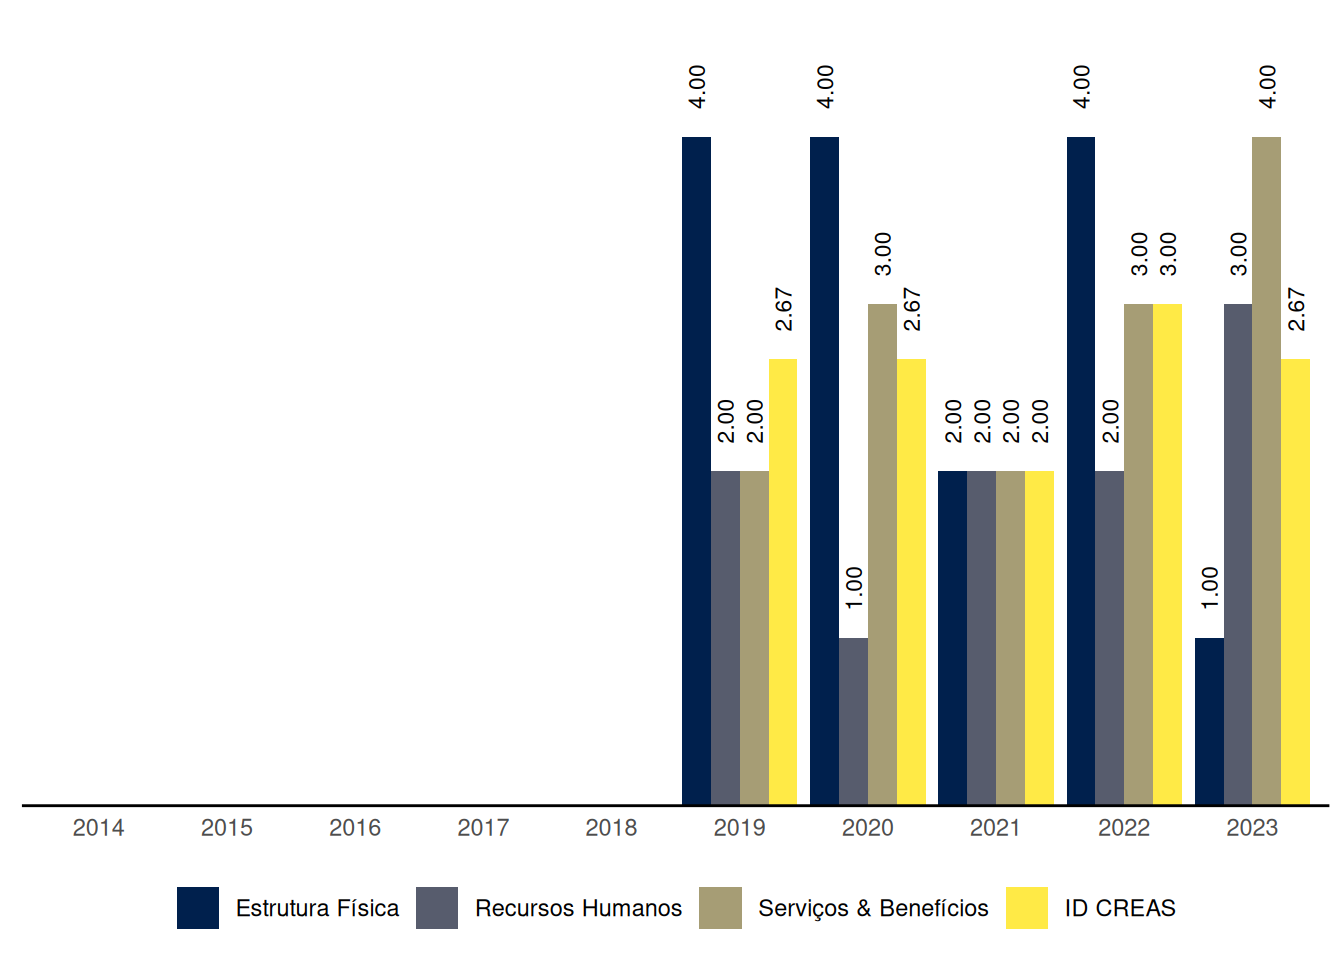 4.00 4.00 4.00 4.00
3.00 3.00 3.00 3.00
2.67 2.67 2.67
2.00 2.00 2.00 2.00 2.00 2.00 2.00
1.00 1.00
2014 2015 2016 2017 2018 2019 2020 2021 2022 2023
Estrutura Física Recursos Humanos Serviços & Benefícios ID CREAS